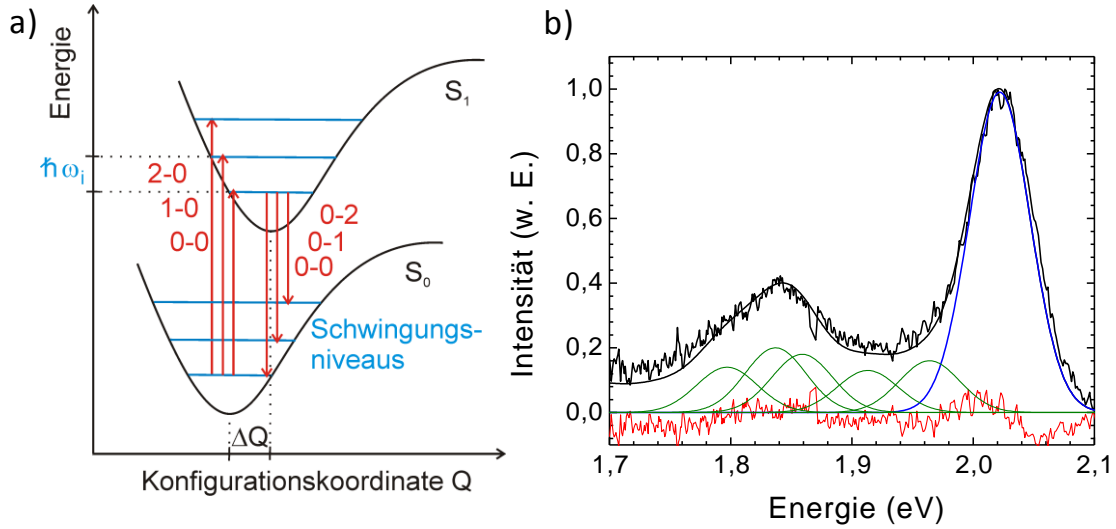 a)
Energie
S1
ħωi
2-0
1-0
0-0
0-2
0-1
0-0
S0
Schwingungs-
niveaus
ΔQ
Konfigurationskoordinate Q
b)
Intensität (w. E.)
1,0
0,8
0,6
0,4
0,2
0,0
1,7 1,8 1,9 2,0 2,1
Energie (eV)